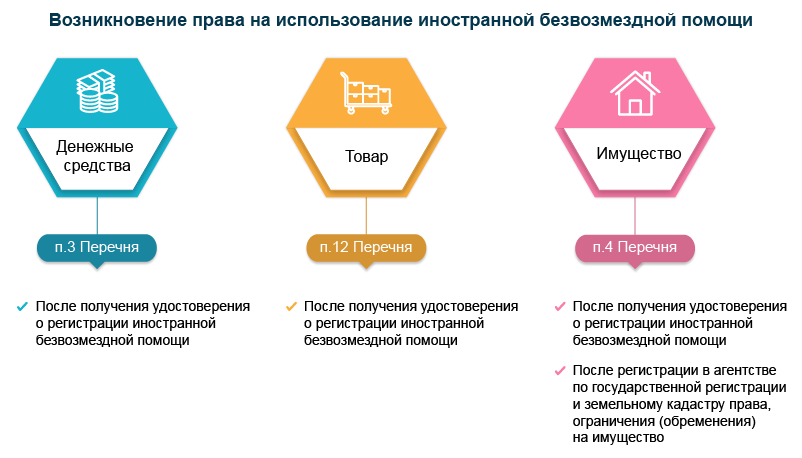 Возникновение права на использование иностранной безвозмездной помощи
Денежные
средства
п.3 Перечня
После получения удостоверения
о регистрации иностранной
безвозмездной помощи
Товар
п.12 Перечня
После получения удостоверения
о регистрации иностранной
безвозмездной помощи
Имущество
п.4 Перечня
После получения удостоверения
о регистрации иностранной
безвозмездной помощи
После регистрации в агентстве
по государственной регистрации
и земельному кадастру права,
ограничения (обременения)
на имущество